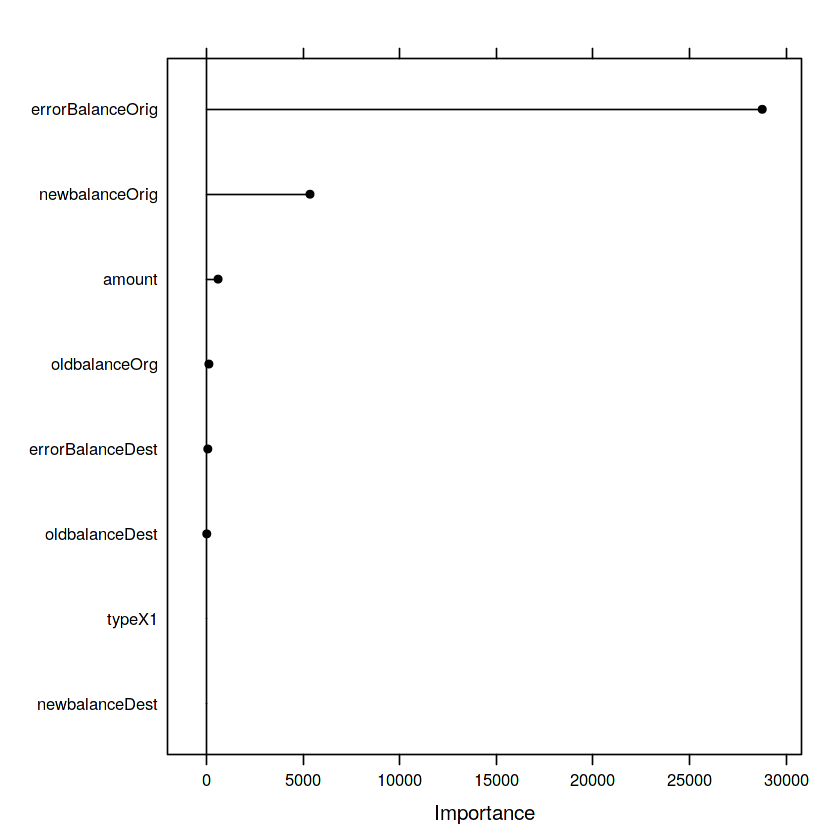 errorBalanceOrig
newbalanceOrig
amount
oldbalanceOrg
errorBalanceDest
oldbalanceDest
typeX1
newbalanceDest
0 5000 10000 15000 20000 25000 30000
Importance